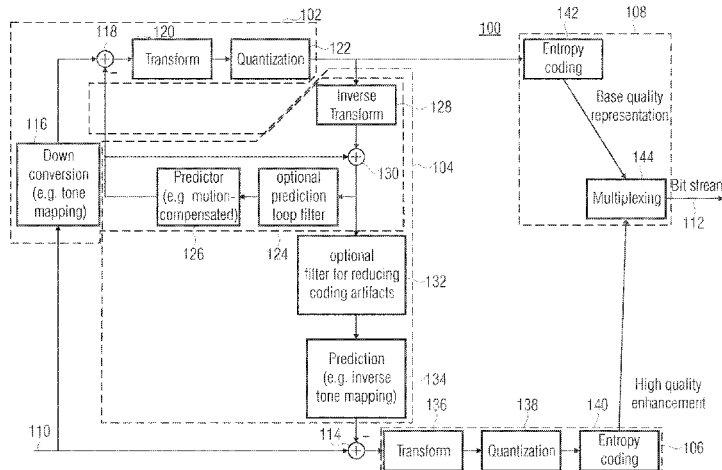 102
118
120
Transform
Quantization
122
100
142
Entropy
coding
108
Inverse
Transform
128
Base quality
representation
116
Down
conversion
(e.g. tone
mapping)
130
104
144
Multiplexing
Bit stream
112
Predictor
(e.g. motion-
compensated)
126
optional
prediction
loop filter
124
optional
filter for reducing
coding artifacts
132
Prediction
(e.g. inverse
tone mapping)
134
High quality
enhancement
136
138
140
110
114
Transform
Quantization
Entropy
coding
106